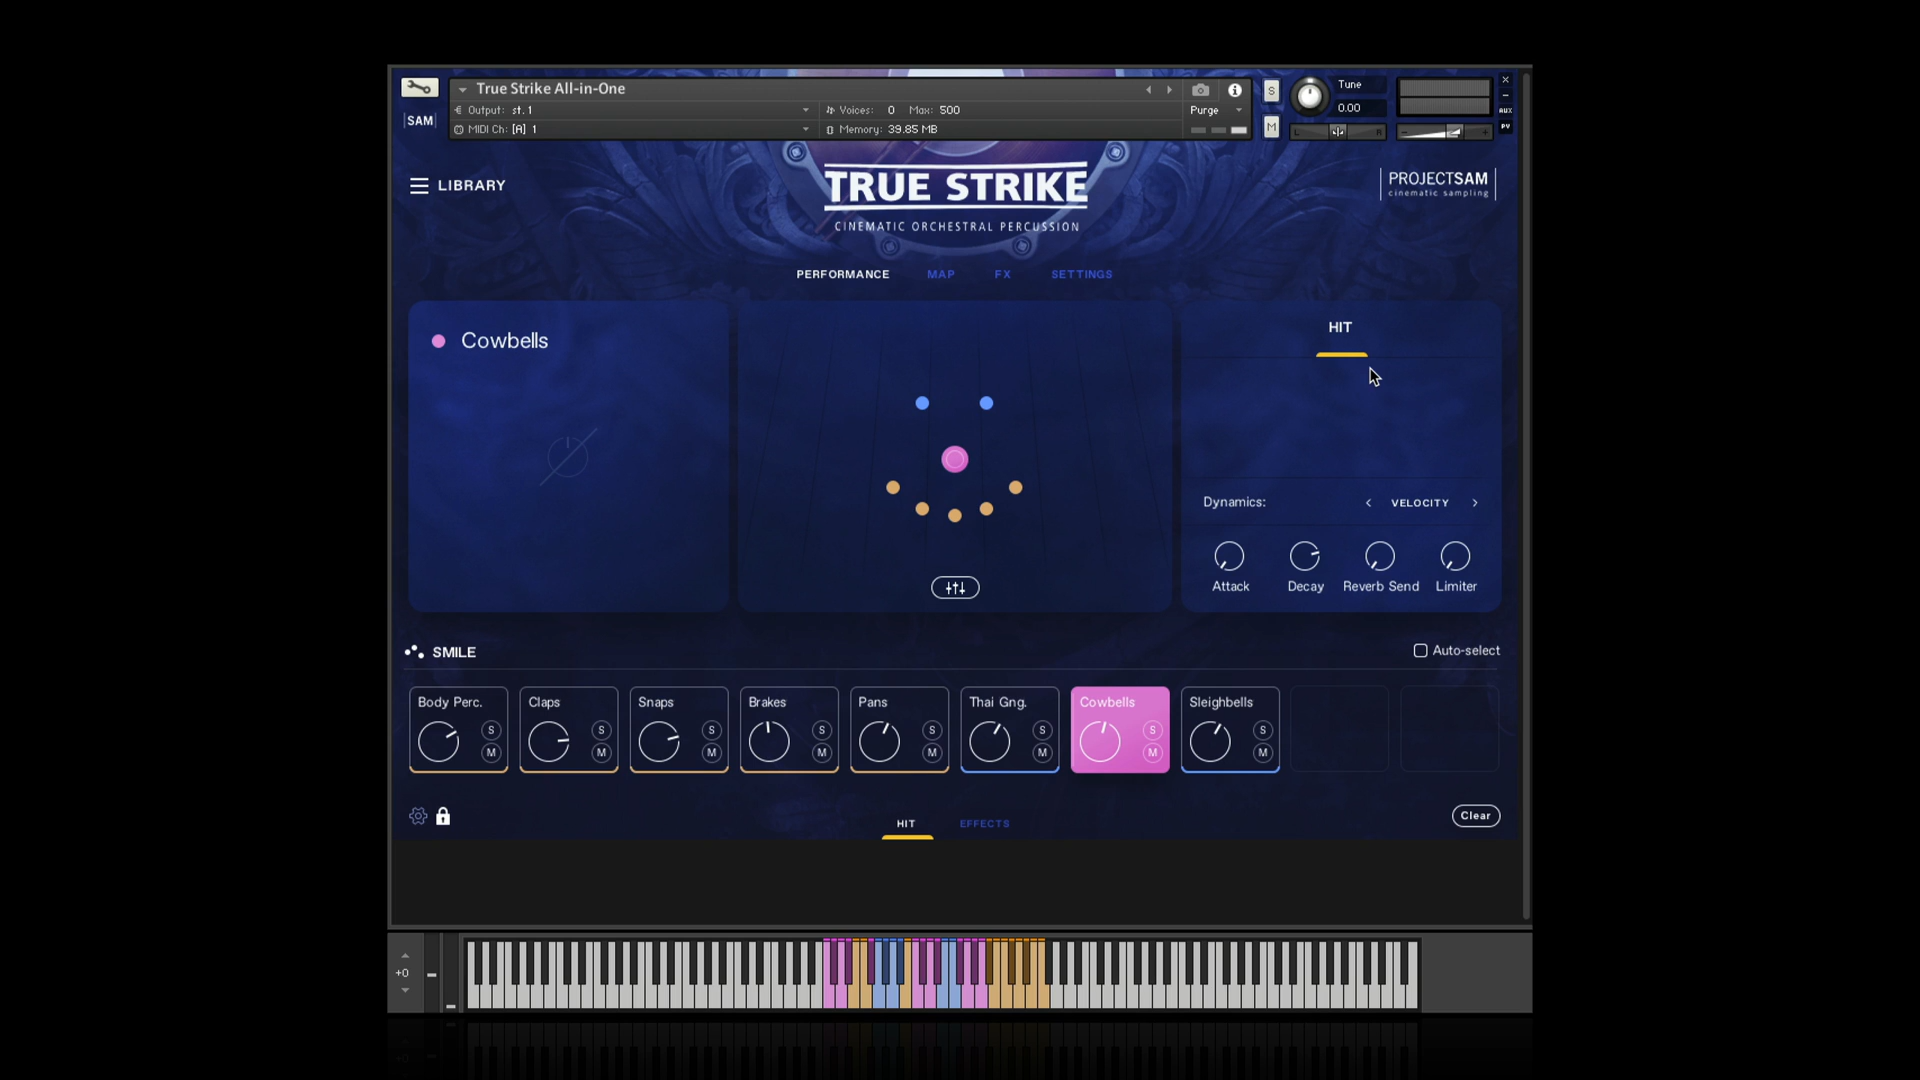 True Strike All-in-One
Output: st.1
Voices: 0 Max: 500
Purge
MIDI Ch: [A] 1
Memory: 39.85 MB
S
M
Tune
0.00
L R
- +
×
-
AUX
PV
|SAM|
LIBRARY
TRUE STRIKE
CINEMATIC ORCHESTRAL PERCUSSION
PROJECTSAM
cinematic sampling
PERFORMANCE MAP FX SETTINGS
Cowbells
HIT
Dynamics: < VELOCITY >
Attack Decay Reverb Send Limiter
SMILE
Auto-select
Body Perc. Claps Snaps Brakes Pans Thai Gng. Cowbells Sleighbells
S S S S S S S S
M M M M M M M M
HIT EFFECTS
Clear
+0